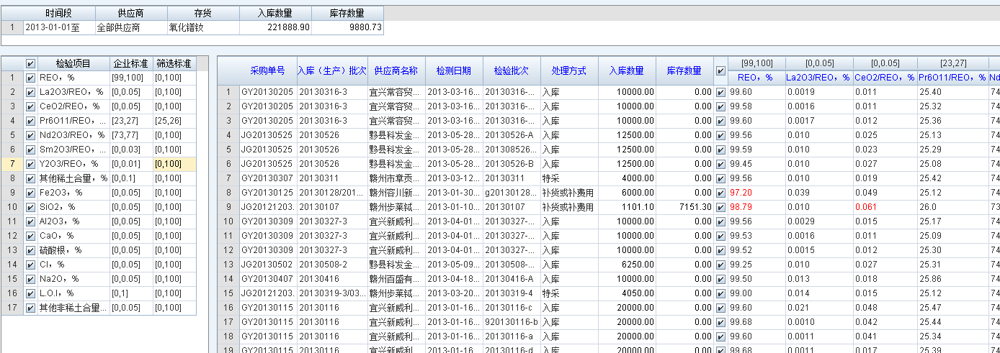 时间段 供应商 存货 入库数量 库存数量
1 2013-01-01至 全部供应商 氧化镨钕 221888.90 9880.73
检验项目 企业标准 筛选标准
1 REO，% [99,100] [0,100]
2 La2O3/REO，% [0,0.05] [0,100]
3 CeO2/REO，% [0,0.05] [0,100]
4 Pr6O11/REO，... [23,27] [25,26]
5 Nd2O3/REO，% [73,77] [0,100]
6 Sm2O3/REO，... [0,0.03] [0,100]
7 Y2O3/REO，% [0,0.01] [0,100]
8 其他稀土合量，% [0,0.1] [0,100]
9 Fe2O3，% [0,0.05] [0,100]
10 SiO2，% [0,0.05] [0,100]
11 Al2O3，% [0,0.05] [0,100]
12 CaO，% [0,0.05] [0,100]
13 硫酸根，% [0,0.05] [0,100]
14 Cl，% [0,0.05] [0,100]
15 Na2O，% [0,0.05] [0,100]
16 L.O.I，% [0,1] [0,100]
17 其他非稀土合量... [0,0.05] [0,100]
[99,100] [0,0.05] [0,0.05] [23,27]
采购单号 入库（生产）批次 供应商名称 检测日期 检验批次 处理方式 入库数量 库存数量 REO，% La2O3/REO，% CeO2/REO，% Pr6O11/REO，% Nd
1 GY20130205 20130316-3 宜兴常容贸... 2013-03-16... 20130316-... 入库 10000.00 0.00 99.60 0.0019 0.011 25.40 74
2 GY20130205 20130316-3 宜兴常容贸... 2013-03-16... 20130316-... 入库 10000.00 0.00 99.58 0.0016 0.011 25.32 74
3 GY20130205 20130316-3 宜兴常容贸... 2013-03-16... 20130316-... 入库 10000.00 0.00 99.60 0.0017 0.012 25.36 74
4 JG20130525 20130526 黟县科发金... 2013-05-28... 20130526-A 入库 12500.00 0.00 99.56 0.010 0.025 25.13 74
5 JG20130525 20130526 黟县科发金... 2013-05-28... 201308526... 入库 12500.00 0.00 99.59 0.010 0.023 25.29 74
6 JG20130525 20130526 黟县科发金... 2013-05-28... 20130526-B 入库 12500.00 0.00 99.45 0.010 0.027 25.08 74
7 GY20130307 20130311 赣州市章贡... 2013-03-12... 20130311 特采 4000.00 0.00 99.56 0.010 0.019 25.42 74
8 GY20130125 20130128/201... 赣州容川新... 2013-01-30... g20130128... 补货或补费用 6000.00 0.00 97.20 0.039 0.049 25.12 74
9 JG20121203. 20130107 赣州步莱铽... 2013-01-10... 20130107 补货或补费用 1101.10 7151.30 98.79 0.010 0.061 26.0 73
10 GY20130309 20130327-3 宜兴新威利... 2013-04-01... 20130327-... 入库 10000.00 0.00 99.56 0.0029 0.015 25.17 74
11 GY20130309 20130327-3 宜兴新威利... 2013-04-01... 20130327-... 入库 10000.00 0.00 99.53 0.0016 0.011 25.09 74
12 GY20130309 20130327-3 宜兴新威利... 2013-04-01... 20130327-... 入库 10000.00 0.00 99.52 0.0015 0.012 25.30 74
13 JG20130502 20130508-2 黟县科发金... 2013-05-09... 20130508-... 入库 6250.00 0.00 99.25 0.010 0.027 25.31 74
14 GY20130407 20130416 赣州百盛有... 2013-04-18... 20130416-A 入库 10000.00 0.00 99.50 0.013 0.018 25.86 74
15 JG20121203. 20130319-3/03... 赣州步莱铽... 2013-03-20... 20130319-4 特采 4050.00 0.00 99.00 0.014 0.015 25.12 74
16 GY20130115 20130116 宜兴新威利... 2013-01-16... 20130116-c 入库 20000.00 0.00 99.60 0.021 0.048 25.47 74
17 GY20130115 20130116 宜兴新威利... 2013-01-16... 920130116-b 入库 20000.00 0.00 99.68 0.0010 0.042 25.44 74
18 GY20130115 20130116 宜兴新威利... 2013-01-16... 20130116-a 入库 20000.00 0.00 99.60 0.0011 0.041 25.34 74
19 GY20130115 20130116 宜兴新威利... 2013-01-16... 20130116-d 入库 20000.00 0.00 99.68 0.0011 0.017 25.39 74